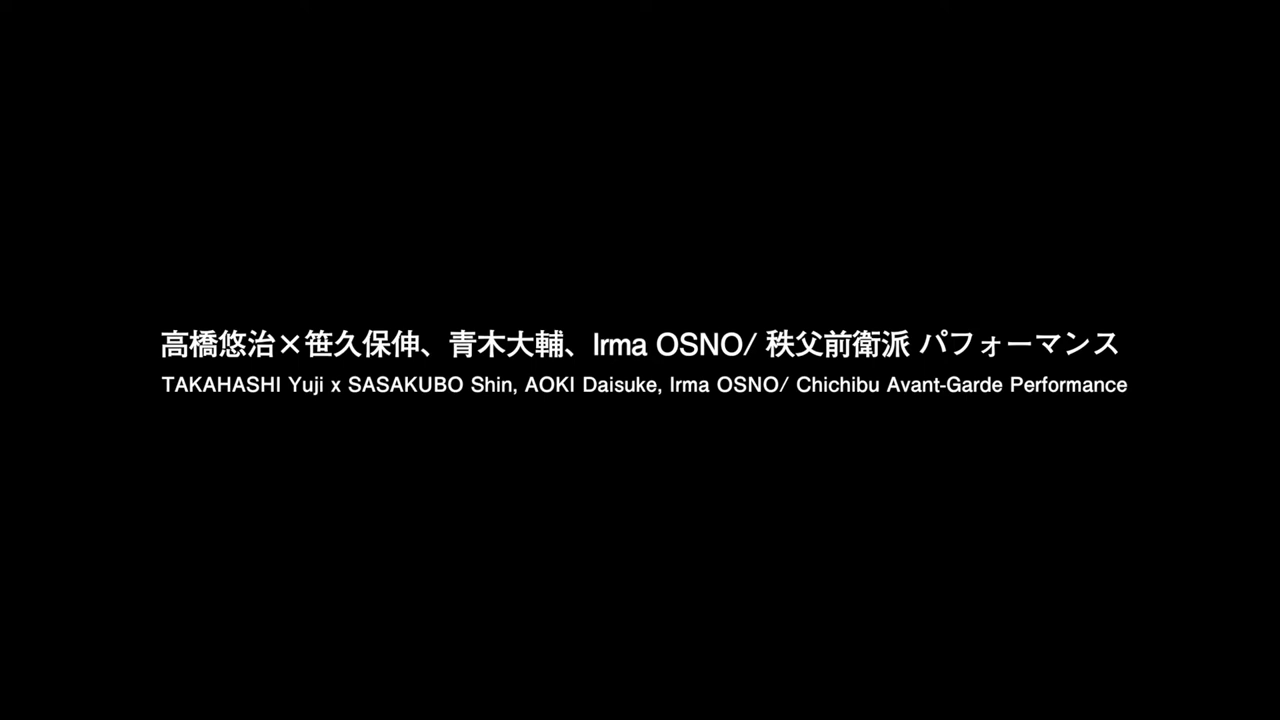 高橋悠治×笹久保伸、青木大輔、Irma OSNO/ 秩父前衛派 パフォーマンス
TAKAHASHI Yuji x SASAKUBO Shin, AOKI Daisuke, Irma OSNO/ Chichibu Avant-Garde Performance